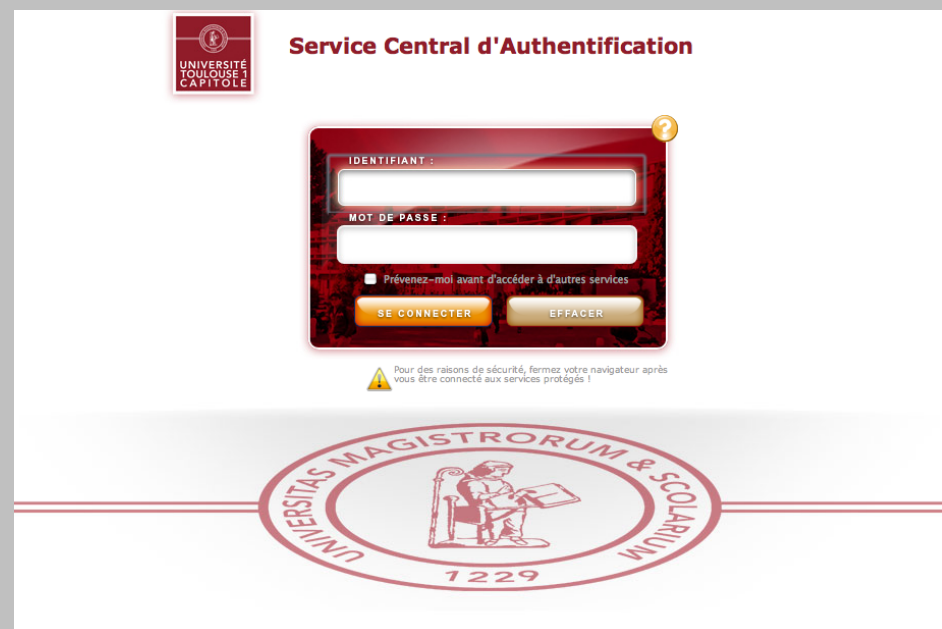 UNIVERSITÉ
TOULOUSE 1
CAPITOLE
Service Central d'Authentification
?
IDENTIFIANT :
MOT DE PASSE :
Prévenez-moi avant d'accéder à d'autres services
SE CONNECTER
EFFACER
Pour des raisons de sécurité, fermez votre navigateur après
vous être connecté aux services protégés !
UNIVERSITAS MAGISTRORUM & SCOLARIUM
1229